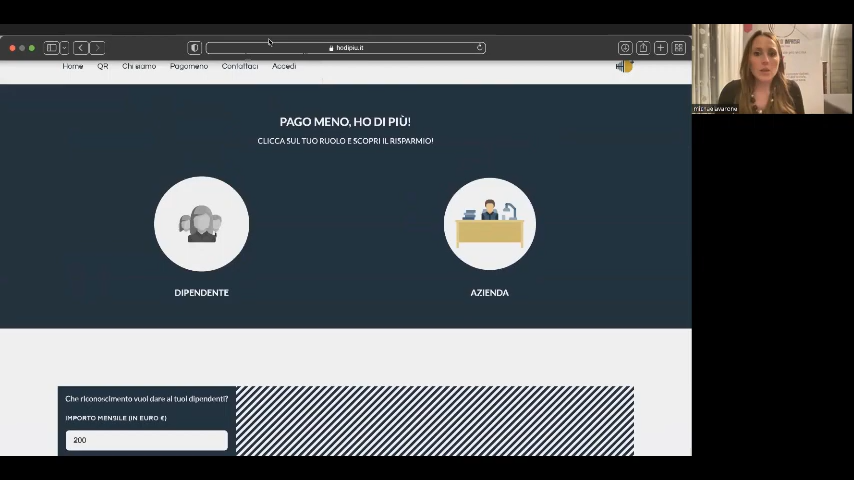 hodipiu.it
Home QR Chi siamo Pagomeno Contattaci Accedi
michaelavarone
PAGO MENO, HO DI PIÙ!
CLICCA SUL TUO RUOLO E SCOPRI IL RISPARMIO!
DIPENDENTE AZIENDA
Che riconoscimento vuoi dare ai tuoi dipendenti?
IMPORTO MENSILE (IN EURO €)
200